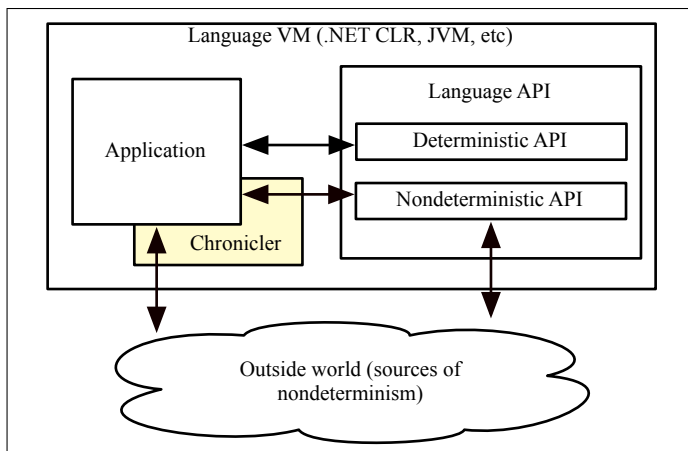 Language VM (.NET CLR, JVM, etc)
Language API
Application
Deterministic API
Nondeterministic API
Chronicler
Outside world (sources of
nondeterminism)